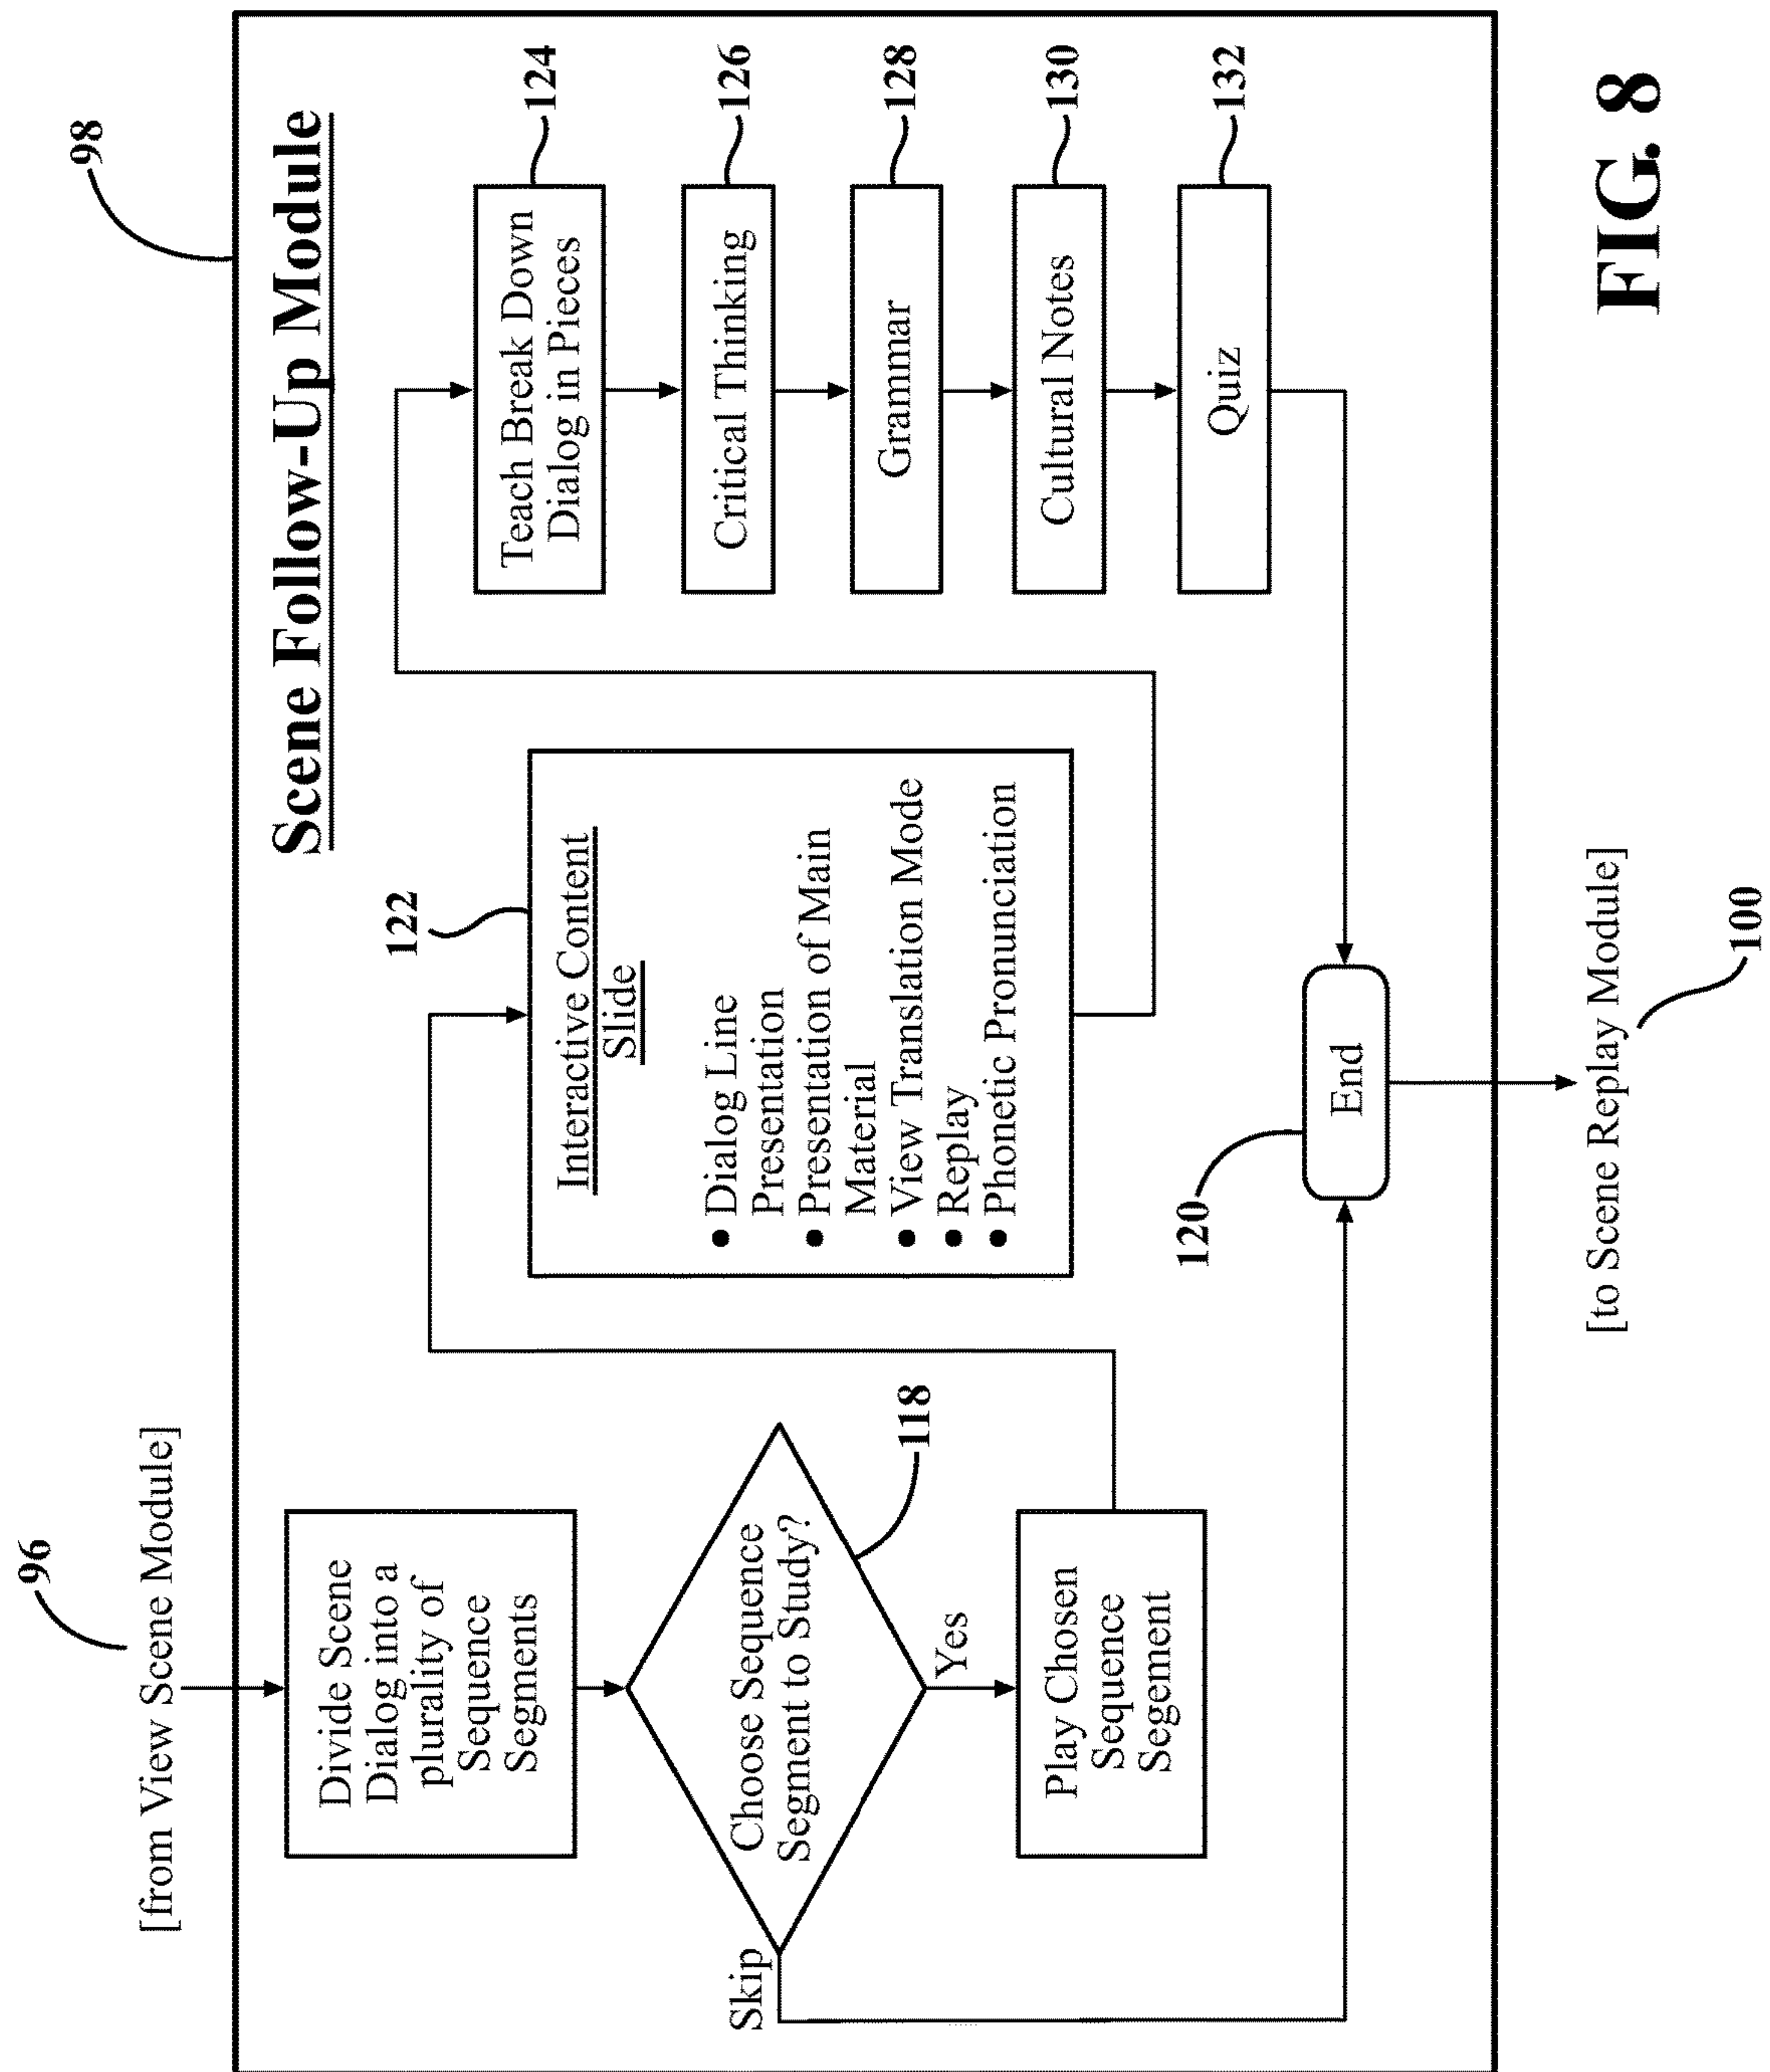 98
Scene Follow-Up Module
96
[from View Scene Module]
Divide Scene
Dialog into a
plurality of
Sequence
Segments
Choose Sequence
Segment to Study?
118
Skip
Yes
Play Chosen
Sequence
Segement
122
Interactive Content
Slide
• Dialog Line
Presentation
• Presentation of Main
Material
• View Translation Mode
• Replay
• Phonetic Pronunciation
Teach Break Down
Dialog in Pieces
124
Critical Thinking
126
Grammar
128
Cultural Notes
130
Quiz
132
120
End
[to Scene Replay Module]
100
FIG. 8